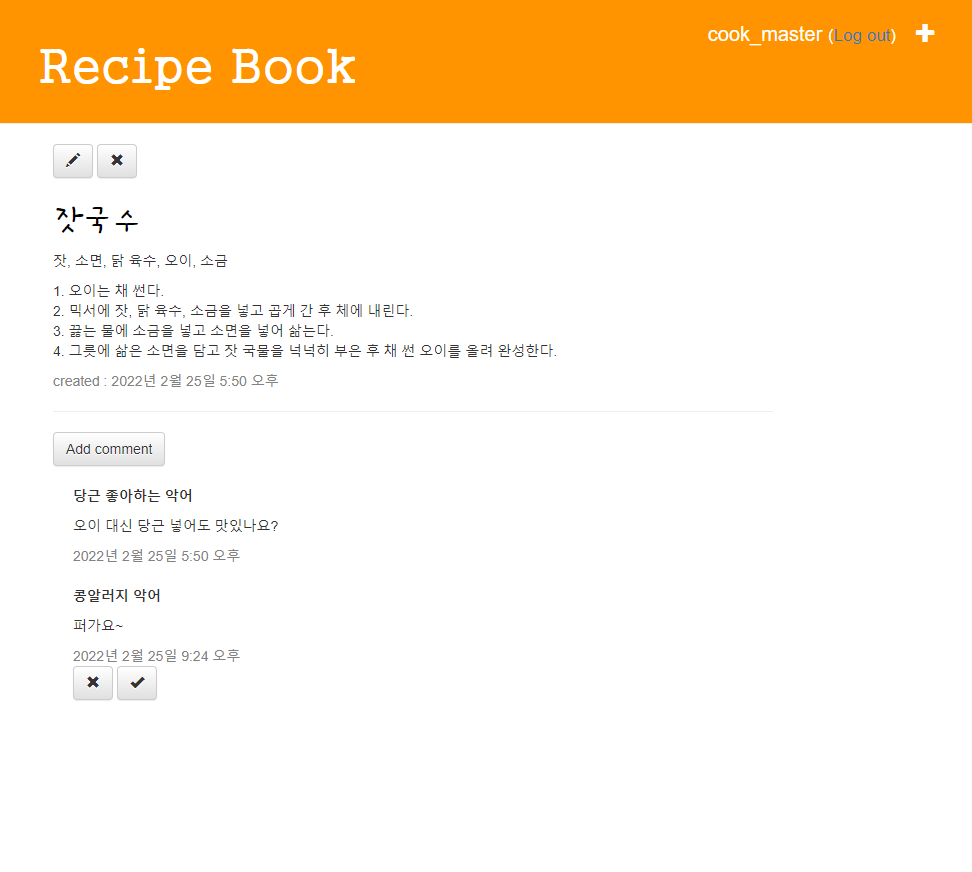 cook_master (Log out)
Recipe Book
잣국수
잣, 소면, 닭 육수, 오이, 소금
1. 오이는 채 썬다.
2. 믹서에 잣, 닭 육수, 소금을 넣고 곱게 간 후 체에 내린다.
3. 끓는 물에 소금을 넣고 소면을 넣어 삶는다.
4. 그릇에 삶은 소면을 담고 잣 국물을 넉넉히 부은 후 채 썬 오이를 올려 완성한다.
created : 2022년 2월 25일 5:50 오후
Add comment
당근 좋아하는 악어
오이 대신 당근 넣어도 맛있나요?
2022년 2월 25일 5:50 오후
콩알러지 악어
퍼가요~
2022년 2월 25일 9:24 오후